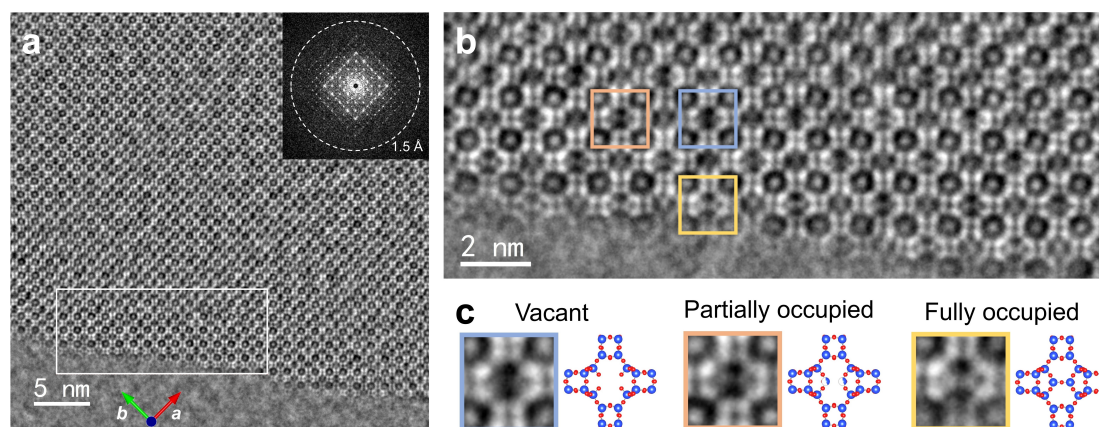 a
1.5 Å
5 nm
b
a
b
2 nm
c
Vacant
Partially occupied
Fully occupied